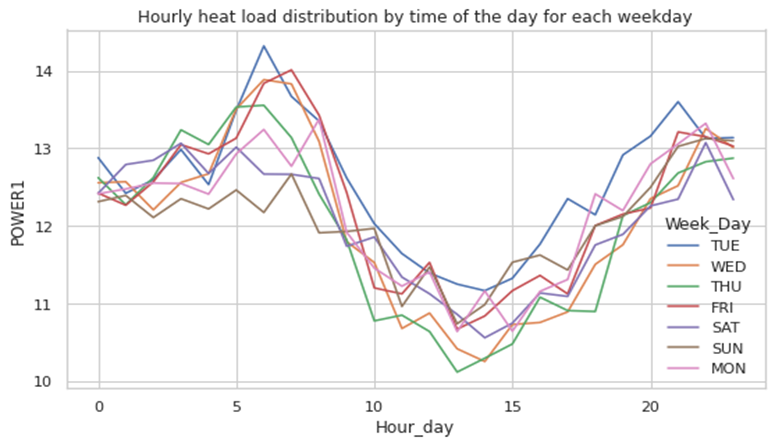 Hourly heat load distribution by time of the day for each weekday
POWER1
14
13
12
11
10
0
5
10
15
20
Hour_day
Week_Day
TUE
WED
THU
FRI
SAT
SUN
MON